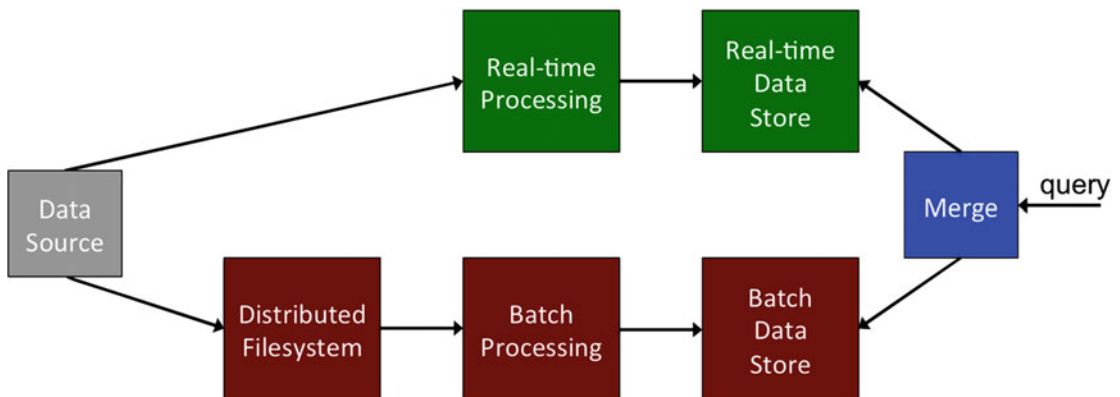 Real-time
Processing
Real-time
Data
Store
Data
Source
Merge
query
Distributed
Filesystem
Batch
Processing
Batch
Data
Store